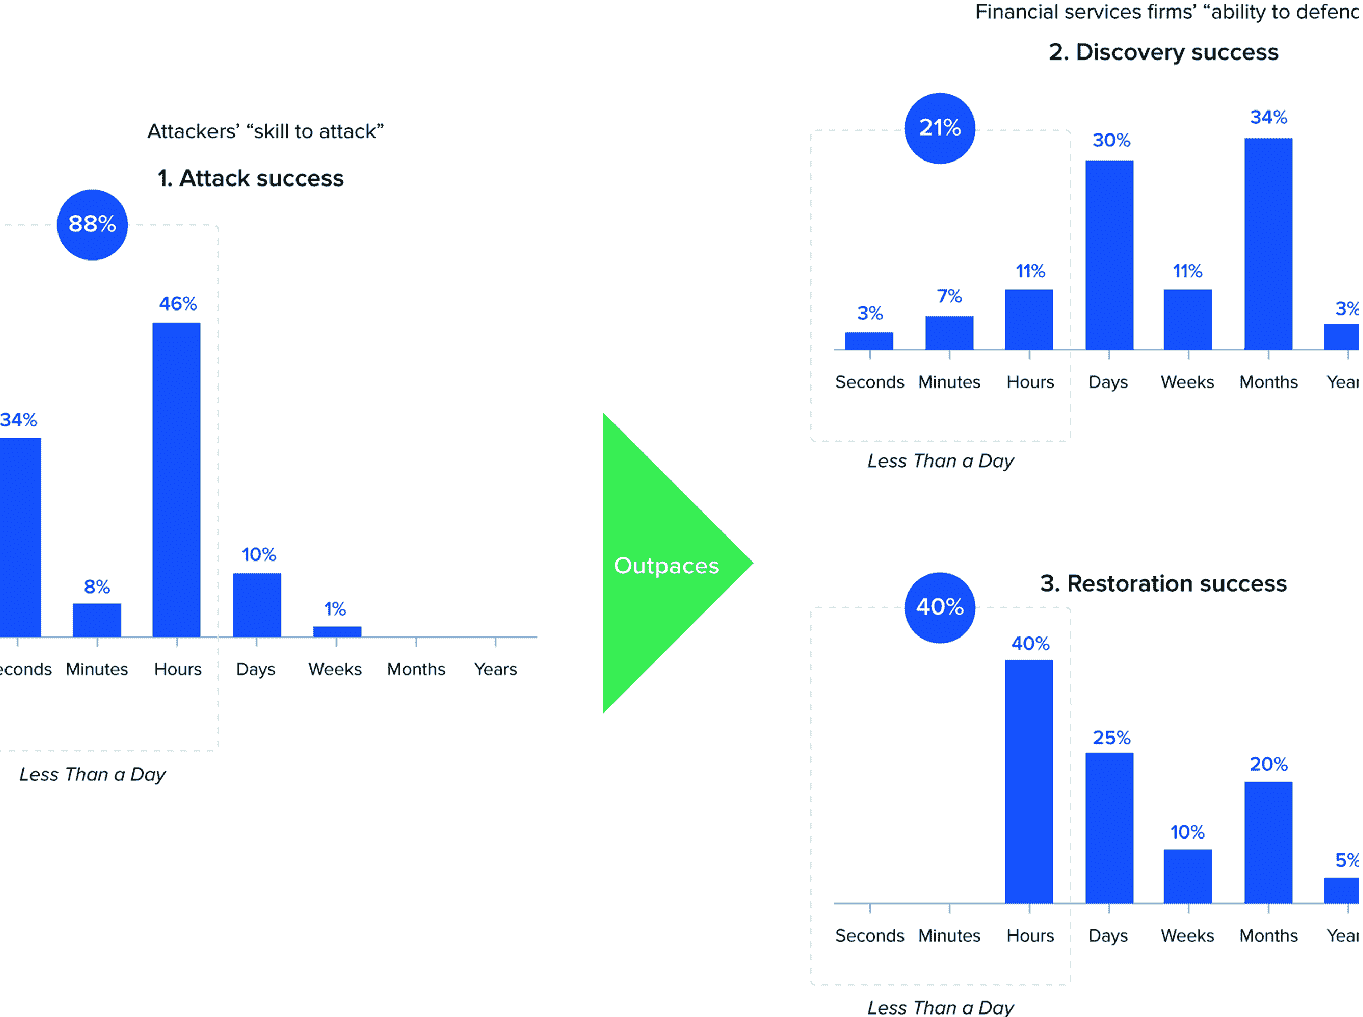 Financial services firms’ “ability to defend
2. Discovery success
21%
3%
7%
11%
30%
11%
34%
3%
Seconds Minutes Hours Days Weeks Months Year
Less Than a Day
Attackers’ “skill to attack”
1. Attack success
88%
34%
8%
46%
10%
1%
econds Minutes Hours Days Weeks Months Years
Less Than a Day
Outpaces
3. Restoration success
40%
40%
25%
10%
20%
5%
Seconds Minutes Hours Days Weeks Months Year
Less Than a Day